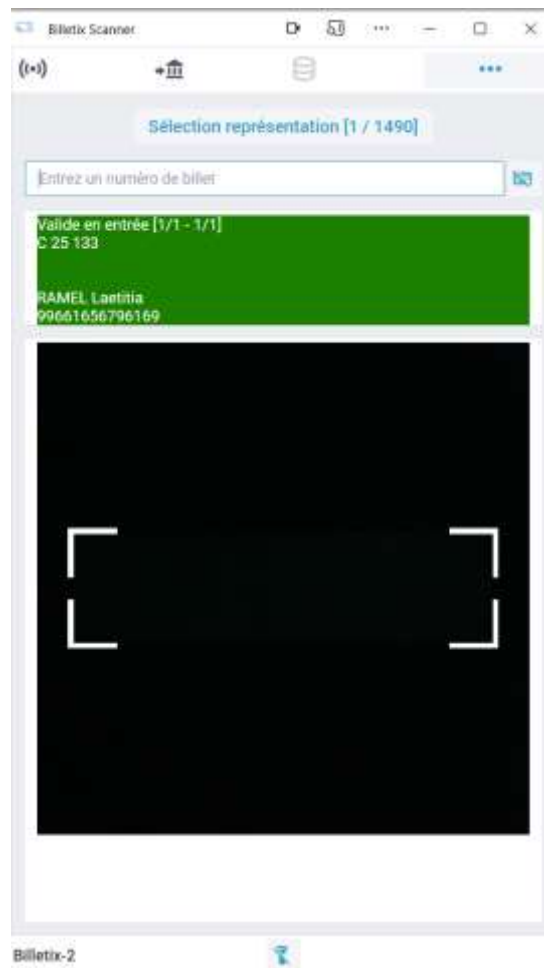 Billetix Scanner
Sélection représentation [1 / 1490]
Entrez un numéro de billet
Valide en entrée [1/1 - 1/1]
C 25 133
RAMEL Laetitia
99661656796169
Billetix-2